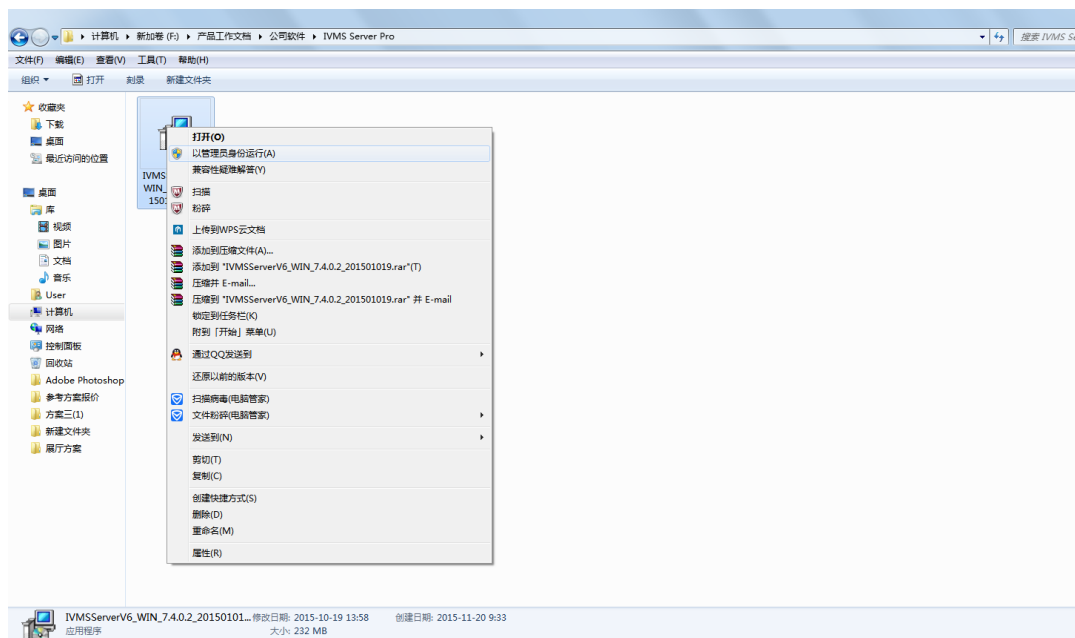 计算机 ▸ 新加卷 (F:) ▸ 产品工作文档 ▸ 公司软件 ▸ IVMS Server Pro
搜索 IVMS Se
文件(F) 编辑(E) 查看(V) 工具(T) 帮助(H)
组织 打开 刻录 新建文件夹
收藏夹
下载
桌面
最近访问的位置
桌面
库
视频
图片
文档
音乐
User
计算机
网络
控制面板
回收站
Adobe Photoshop
参考方案报价
方案三(1)
新建文件夹
展厅方案
IVMS
WIN_
打开(O)
以管理员身份运行(A)
兼容性疑难解答(Y)
扫描
粉碎
上传到WPS云文档
添加到压缩文件(A)...
添加到 "IVMSServerV6_WIN_7.4.0.2_201501019.rar"(T)
压缩并 E-mail...
压缩到 "IVMSServerV6_WIN_7.4.0.2_201501019.rar" 并 E-mail
锁定到任务栏(K)
附到「开始」菜单(U)
通过QQ发送到
还原以前的版本(V)
扫描病毒(电脑管家)
文件粉碎(电脑管家)
发送到(N)
剪切(T)
复制(C)
创建快捷方式(S)
删除(D)
重命名(M)
属性(R)
IVMSServerV6_WIN_7.4.0.2_20150101... 修改日期: 2015-10-19 13:58 创建日期: 2015-11-20 9:33
应用程序 大小: 232 MB